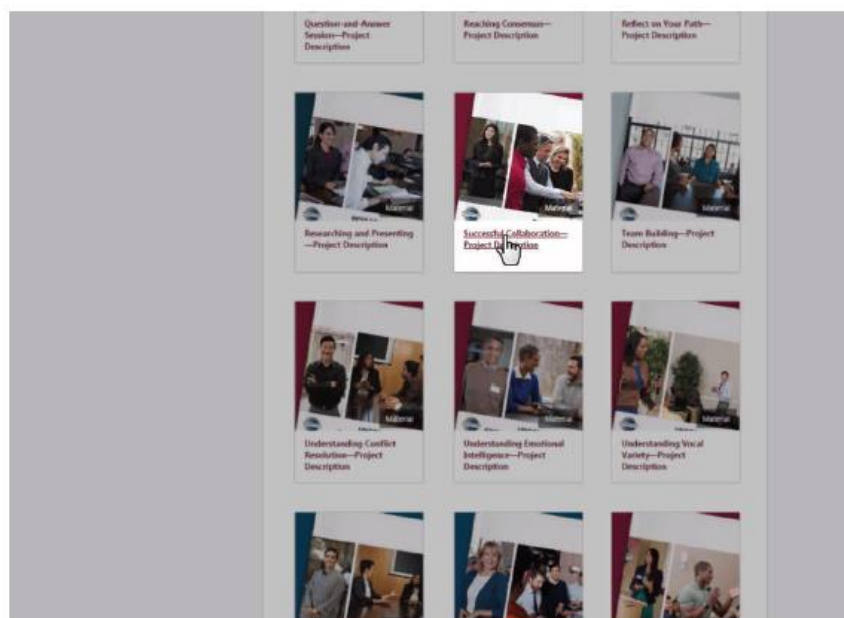 Question-and-Answer
Session—Project
Description
Reaching Consensus—
Project Description
Reflect on Your Path—
Project Description
Material
Researching and Presenting
—Project Description
Material
Successful Collaboration—
Project Description
Material
Team Building—Project
Description
Material
Understanding Conflict
Resolution—Project
Description
Material
Understanding Emotional
Intelligence—Project
Description
Material
Understanding Vocal
Variety—Project
Description